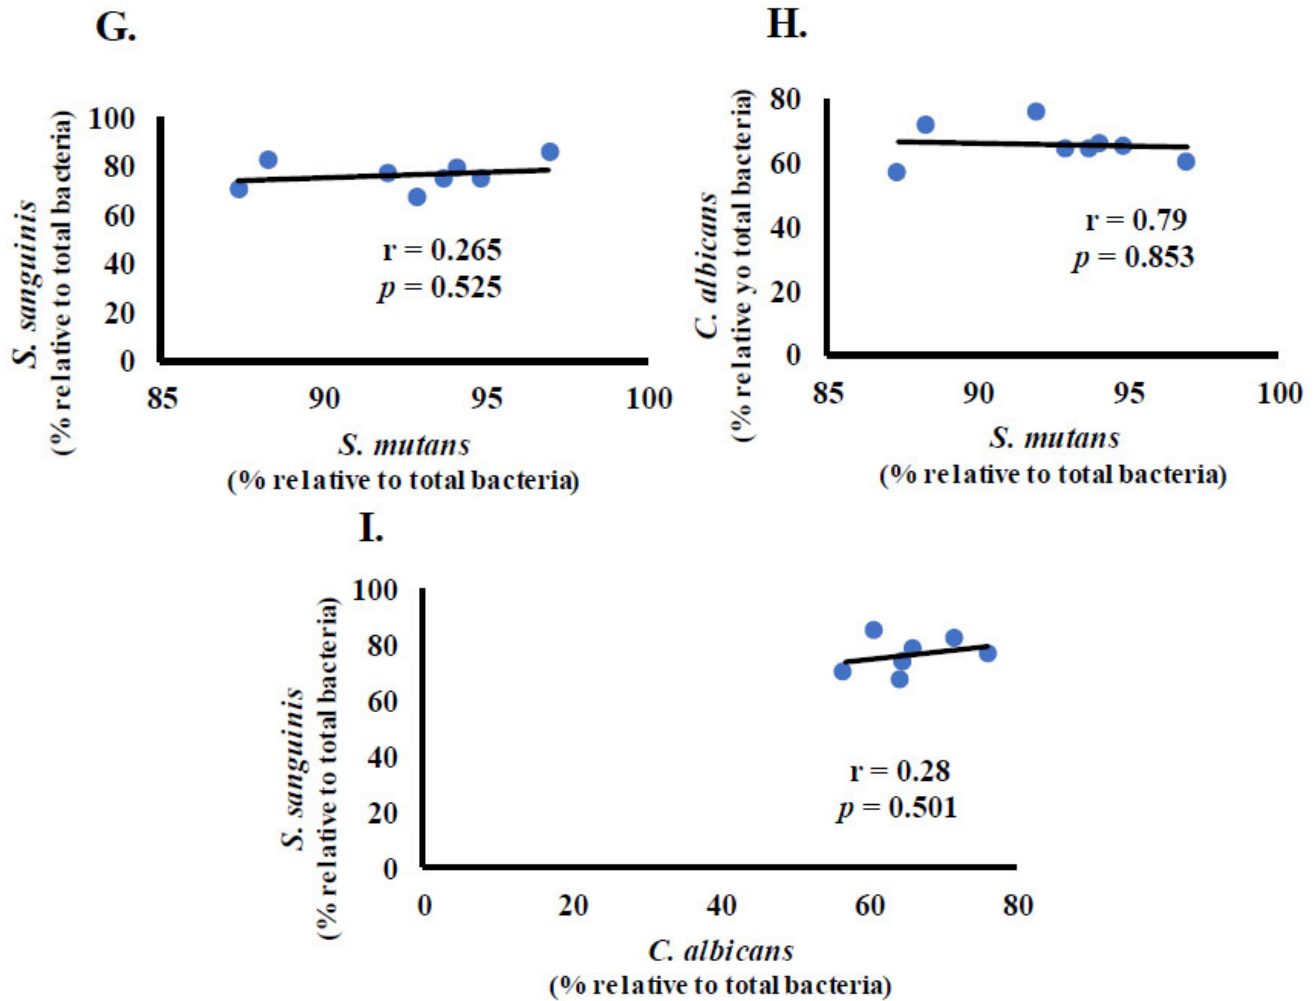 G.
S. sanguinis
(% relative to total bacteria)
100
80
60
40
20
0
r = 0.265
p = 0.525
85
90
95
100
S. mutans
(% relative to total bacteria)
H.
C. albicans
(% relative yo total bacteria)
80
60
40
20
0
r = 0.79
p = 0.853
85
90
95
100
S. mutans
(% relative to total bacteria)
I.
S. sanguinis
(% relative to total bacteria)
100
80
60
40
20
0
r = 0.28
p = 0.501
0
20
40
60
80
C. albicans
(% relative to total bacteria)